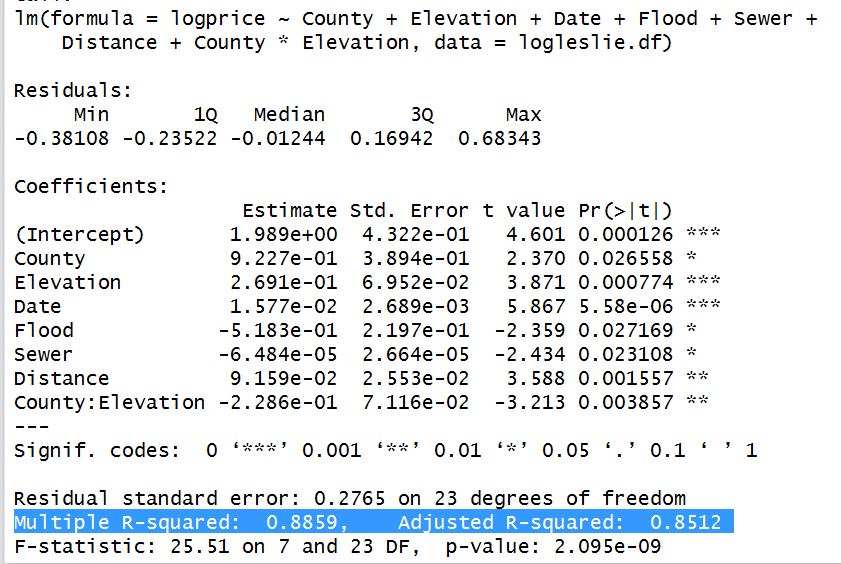 lm(formula = logprice ~ County + Elevation + Date + Flood + Sewer +
    Distance + County * Elevation, data = logleslie.df)
Residuals:
     Min       1Q   Median       3Q      Max
-0.38108 -0.23522 -0.01244  0.16942  0.68343
Coefficients:
                   Estimate Std. Error t value Pr(>|t|)
(Intercept)       1.989e+00  4.322e-01   4.601 0.000126 ***
County            9.227e-01  3.894e-01   2.370 0.026558 *
Elevation         2.691e-01  6.952e-02   3.871 0.000774 ***
Date              1.577e-02  2.689e-03   5.867 5.58e-06 ***
Flood            -5.183e-01  2.197e-01  -2.359 0.027169 *
Sewer            -6.484e-05  2.664e-05  -2.434 0.023108 *
Distance          9.159e-02  2.553e-02   3.588 0.001557 **
County:Elevation -2.286e-01  7.116e-02  -3.213 0.003857 **
---
Signif. codes:  0 ‘***’ 0.001 ‘**’ 0.01 ‘*’ 0.05 ‘.’ 0.1 ‘ ’ 1
Residual standard error: 0.2765 on 23 degrees of freedom
Multiple R-squared:  0.8859,    Adjusted R-squared:  0.8512
F-statistic: 25.51 on 7 and 23 DF,  p-value: 2.095e-09